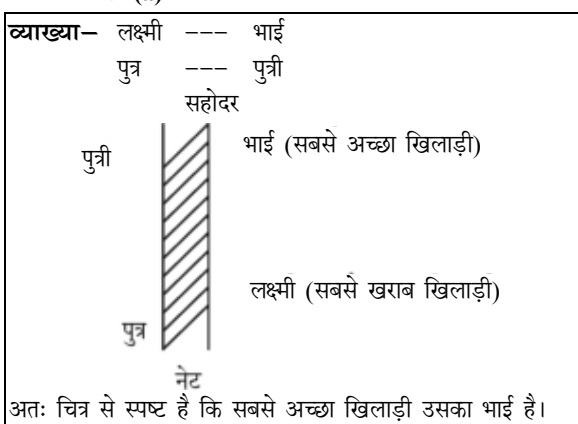 व्याख्या– लक्ष्मी --- भाई
पुत्र --- पुत्री
सहोदर
पुत्री
भाई (सबसे अच्छा खिलाड़ी)
लक्ष्मी (सबसे खराब खिलाड़ी)
पुत्र
नेट
अतः चित्र से स्पष्ट है कि सबसे अच्छा खिलाड़ी उसका भाई है।